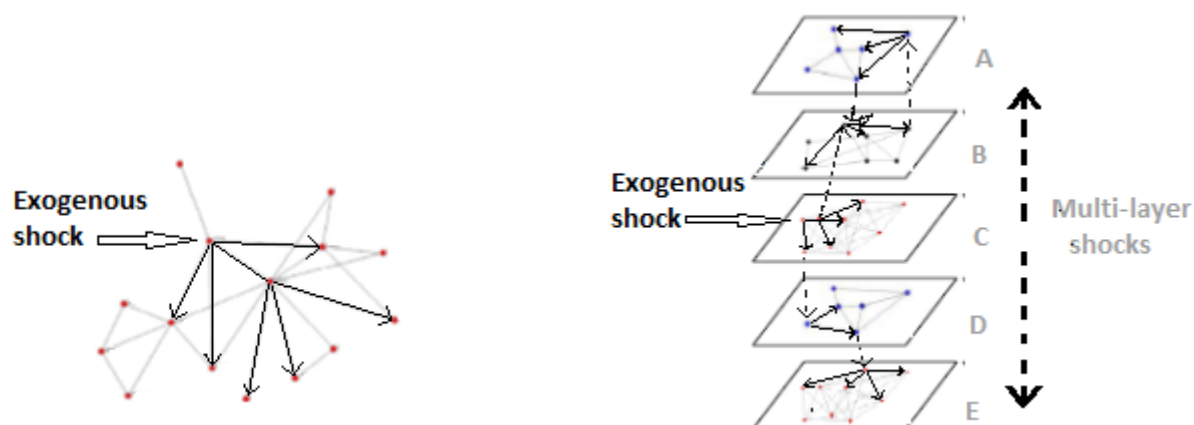 Exogenous
shock
Exogenous
shock
A
B
C
D
E
Multi-layer
shocks